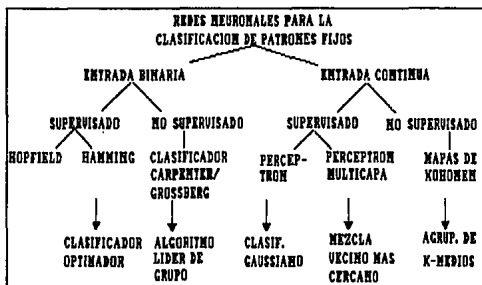 REDES NEURONALES PARA LA
CLASIFICACION DE PATRONES FIJOS
ENTRADA BINARIA
ENTRADA CONTINUA
SUPERVISADO
NO SUPERVISADO
SUPERVISADO
NO SUPERVISADO
HOPFIELD
HAMMING
CLASIFICADOR
CARPENTER/
GROSSBERG
PERCEP-
TRON
PERCEPTRON
MULTICAPA
MAPAS DE
KOHONEN
CLASIFICADOR
OPTIMADOR
ALGORITMO
LIDER DE
GRUPO
CLASIF.
GAUSSIANO
MEZCLA
VECINO MAS
CERCANO
AGRUP. DE
K-MEDIOS